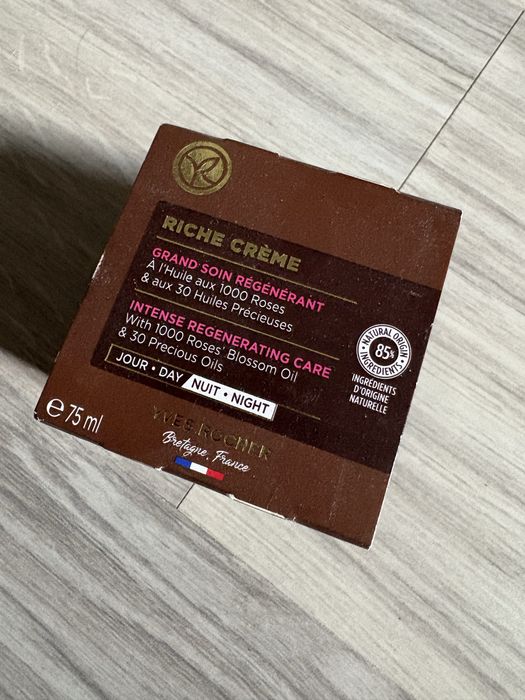 RICHE CRÈME
GRAND SOIN RÉGÉNÉRANT
À l'Huile aux 1000 Roses
& aux 30 Huiles Précieuses
INTENSE REGENERATING CARE
With 1000 Roses' Blossom Oil
& 30 Precious Oils
JOUR • DAY NUIT • NIGHT
NATURAL ORIGIN
85%
INGREDIENTS
INGRÉDIENTS
D'ORIGINE
NATURELLE
℮ 75 ml
YVES ROCHER
Bretagne, France